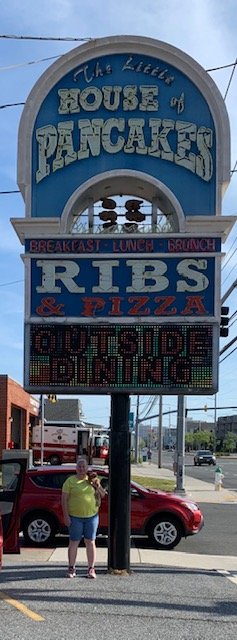 The Little
HOUSE of
PANCAKES
BREAKFAST - LUNCH - BRUNCH
RIBS
& PIZZA
OUTSIDE
DINING